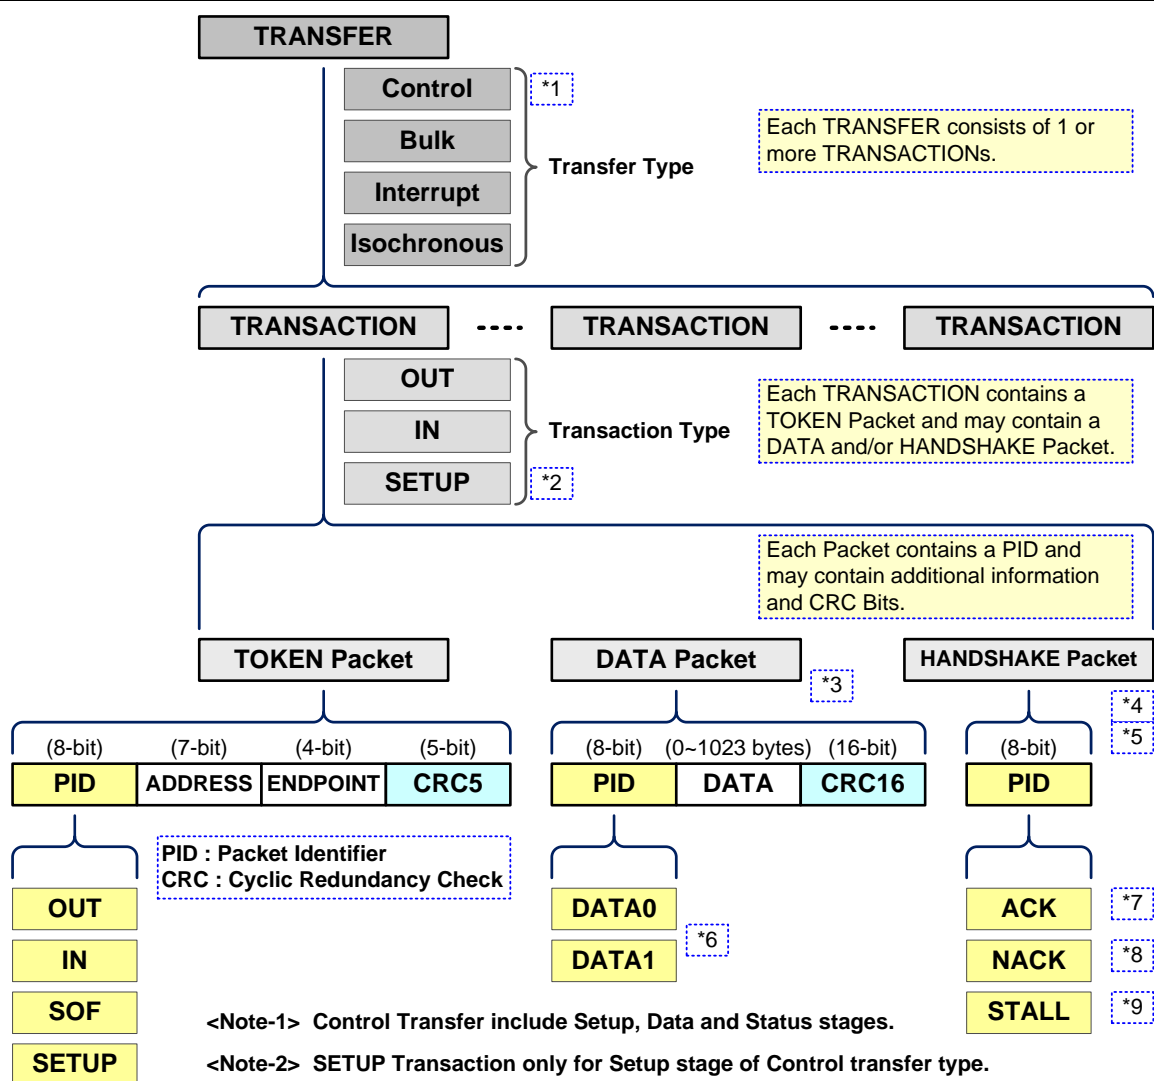 TRANSFER
Control
*1
Bulk
Interrupt
Isochronous
Transfer Type
Each TRANSFER consists of 1 or
more TRANSACTIONs.
TRANSACTION ---- TRANSACTION ---- TRANSACTION
OUT
IN
SETUP
*2
Transaction Type
Each TRANSACTION contains a
TOKEN Packet and may contain a
DATA and/or HANDSHAKE Packet.
Each Packet contains a PID and
may contain additional information
and CRC Bits.
TOKEN Packet
DATA Packet
*3
HANDSHAKE Packet
*4
*5
(8-bit) (7-bit) (4-bit) (5-bit)
PID ADDRESS ENDPOINT CRC5
(8-bit) (0~1023 bytes) (16-bit)
PID DATA CRC16
(8-bit)
PID
PID : Packet Identifier
CRC : Cyclic Redundancy Check
OUT
IN
SOF
SETUP
DATA0
DATA1
*6
ACK *7
NACK *8
STALL *9
<Note-1> Control Transfer include Setup, Data and Status stages.
<Note-2> SETUP Transaction only for Setup stage of Control transfer type.